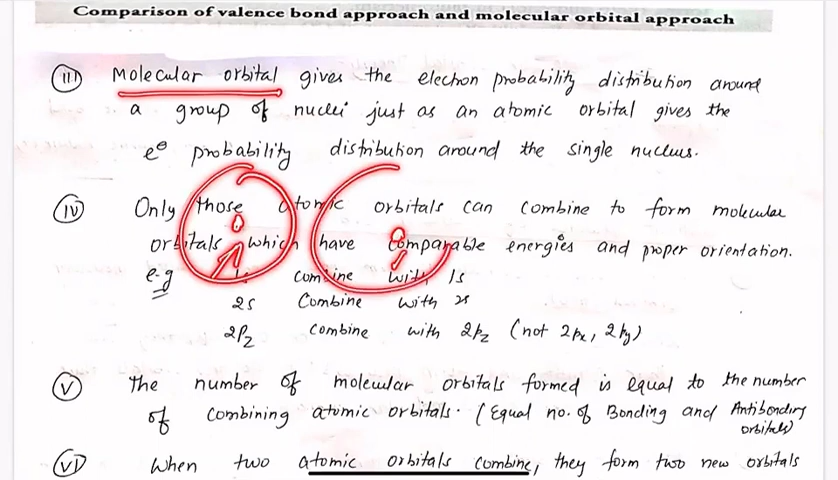 Comparison of valence bond approach and molecular orbital approach
(III) Molecular orbital gives the electron probability distribution around
a group of nuclei just as an atomic orbital gives the
e⊖ probability distribution around the single nucleus.
(IV) Only those atomic orbitals can combine to form molecular
orbitals which have comparable energies and proper orientation.
e.g combine with 1s
2s Combine with 2s
2Pz combine with 2pz (not 2px, 2py)
(V) The number of molecular orbitals formed is equal to the number
of combining atomic orbitals. (Equal no. of Bonding and Antibonding
orbitals)
(VI) When two atomic orbitals combine, they form two new orbitals